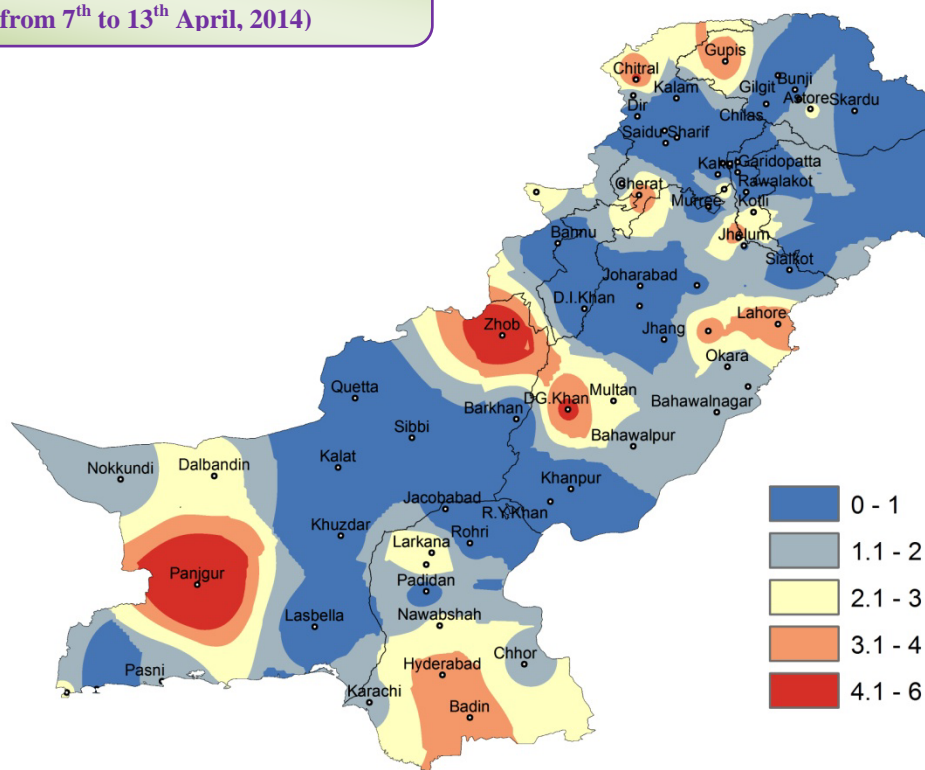 from 7th to 13th April, 2014)
Gupis
Chitral
Bunji
Gilgit
Kalam
Astore
Skardu
Dir
Chilas
Saidu Sharif
Garidopatta
Rawalakot
Cherat
Murree
Kotli
Bannu
Jhelum
Sialkot
Joharabad
D.I.Khan
Zhob
Lahore
Jhang
Okara
Quetta
Multan
DG.Khan
Barkhan
Bahawalnagar
Sibbi
Bahawalpur
Nokkundi
Dalbandin
Kalat
Khanpur
Jacobabad
R.Y.Khan
Khuzdar
Rohri
Larkana
Panjgur
Padidan
Lasbella
Nawabshah
Pasni
Hyderabad
Chhor
Karachi
Badin
0 - 1
1.1 - 2
2.1 - 3
3.1 - 4
4.1 - 6